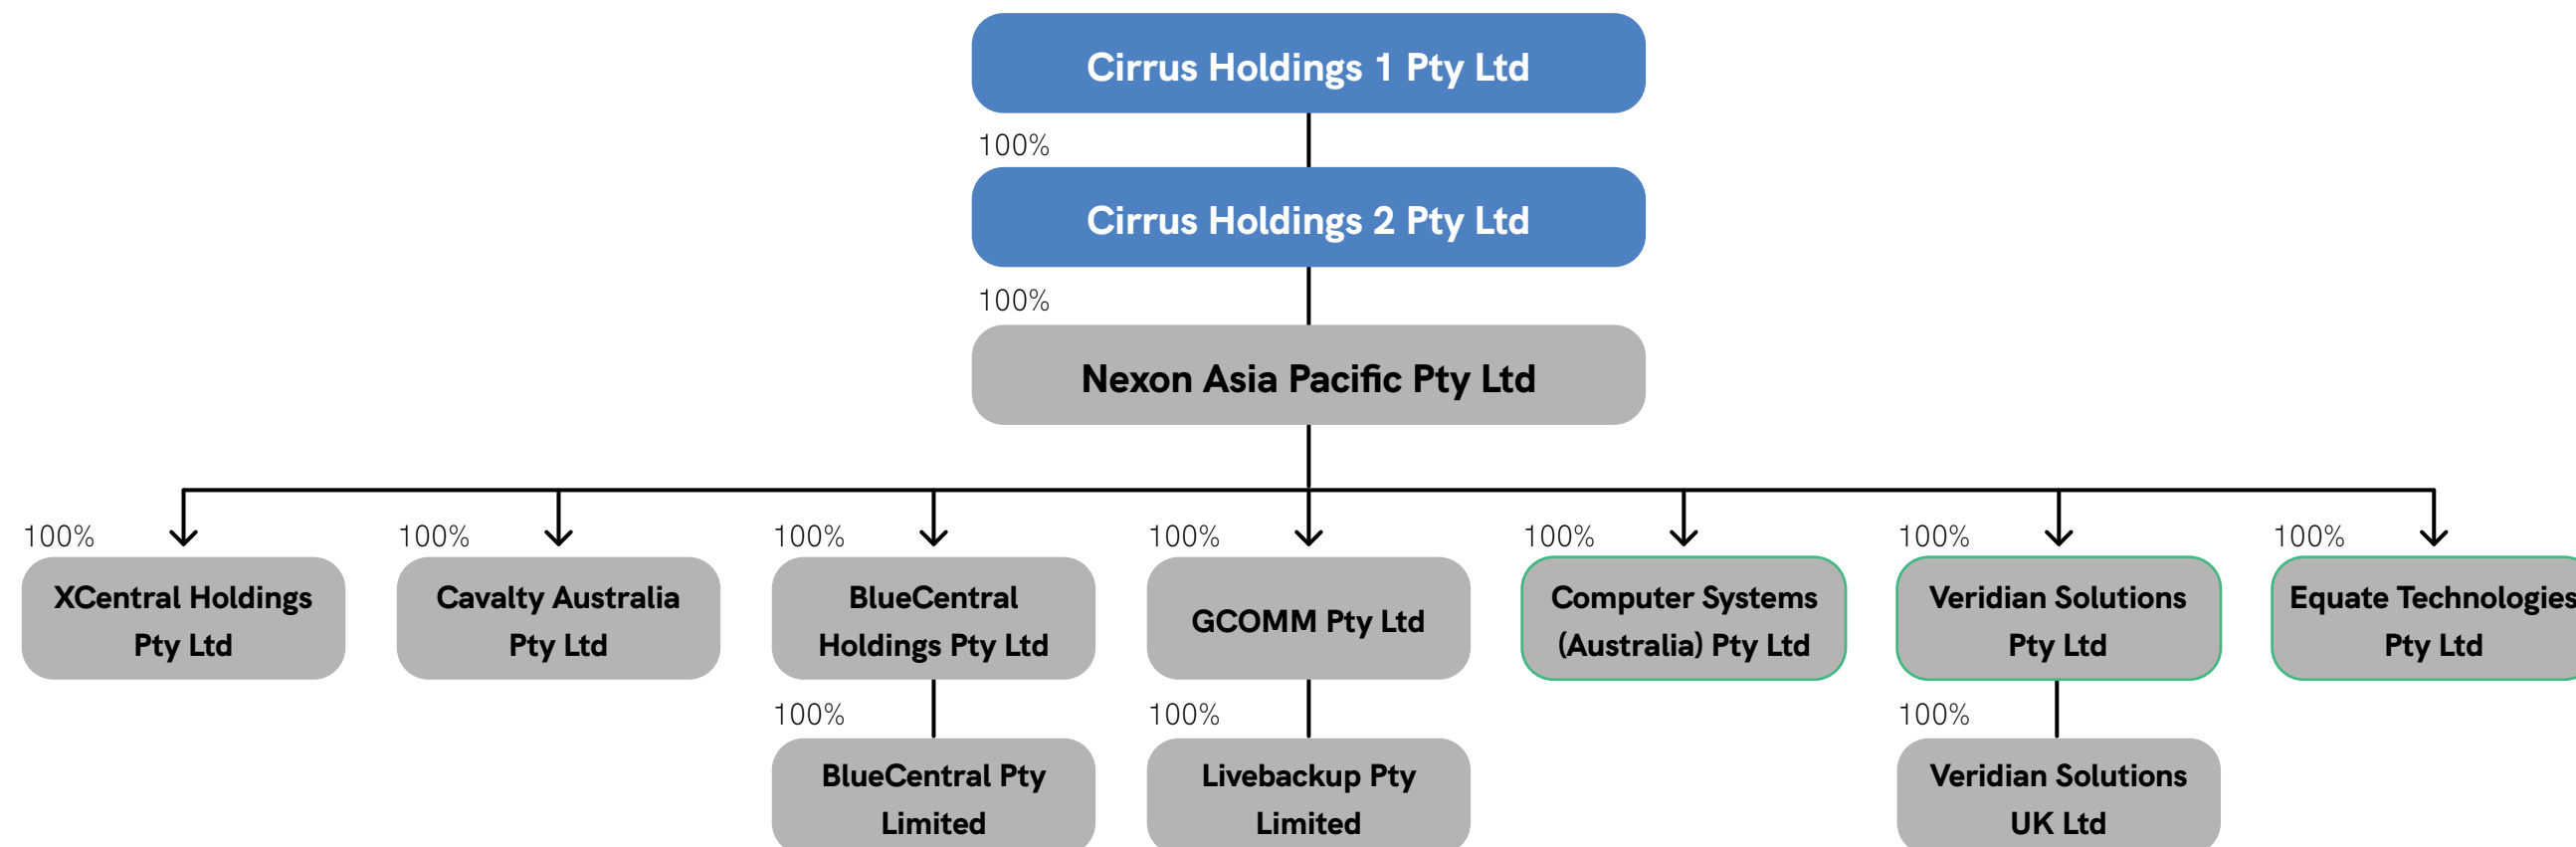 Cirrus Holdings 1 Pty Ltd
100%
Cirrus Holdings 2 Pty Ltd
100%
Nexon Asia Pacific Pty Ltd
100%
XCentral Holdings
Pty Ltd
100%
Cavalty Australia
Pty Ltd
100%
BlueCentral
Holdings Pty Ltd
100%
GCOMM Pty Ltd
100%
Computer Systems
(Australia) Pty Ltd
100%
Veridian Solutions
Pty Ltd
100%
Equate Technologies
Pty Ltd
100%
BlueCentral Pty
Limited
100%
Livebackup Pty
Limited
100%
Veridian Solutions
UK Ltd